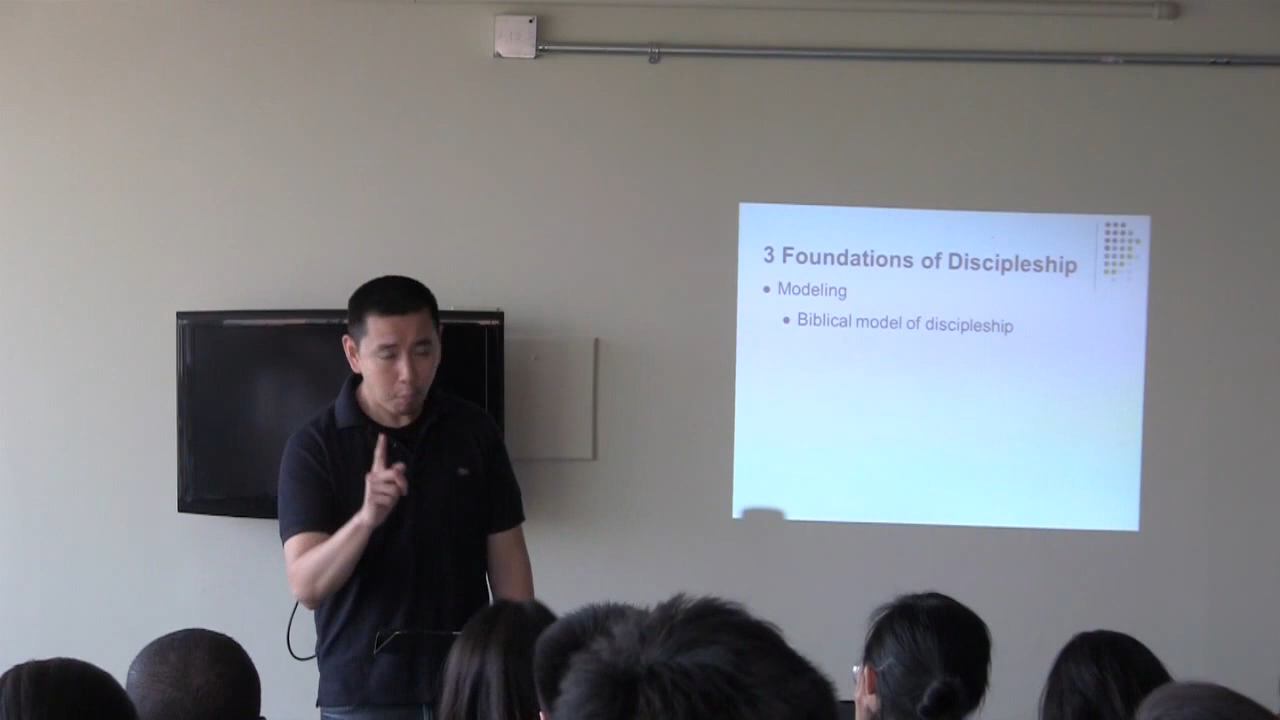 3 Foundations of Discipleship
Modeling
Biblical model of discipleship